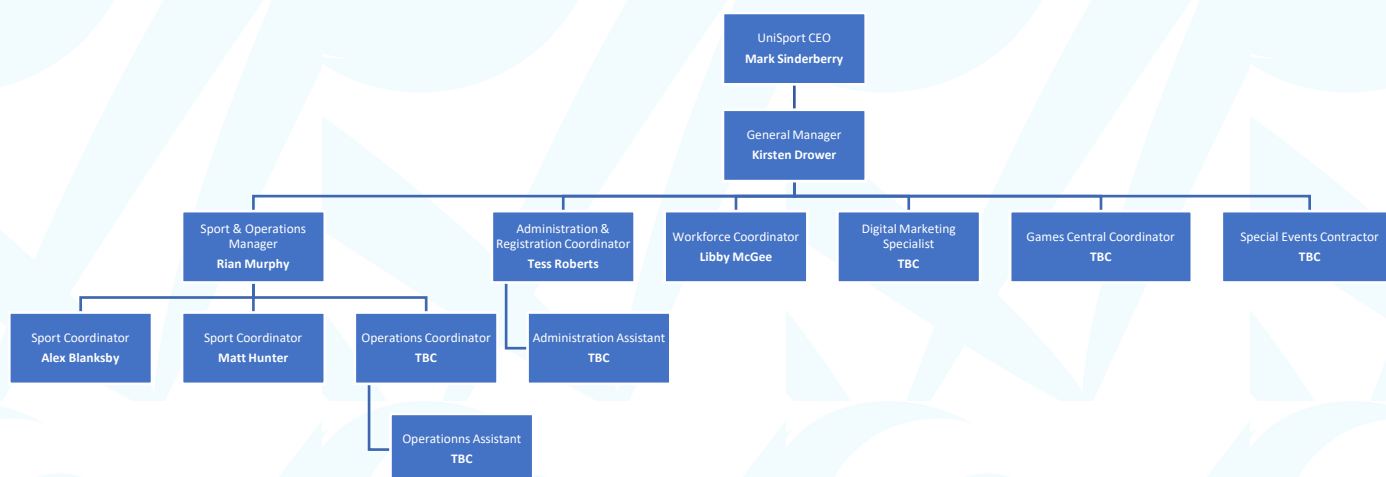 UniSport CEO
Mark Sinderberry
General Manager
Kirsten Drower
Sport & Operations
Manager
Rian Murphy
Administration &
Registration Coordinator
Tess Roberts
Workforce Coordinator
Libby McGee
Digital Marketing
Specialist
TBC
Games Central Coordinator
TBC
Special Events Contractor
TBC
Sport Coordinator
Alex Blanksby
Sport Coordinator
Matt Hunter
Operations Coordinator
TBC
Administration Assistant
TBC
Operationns Assistant
TBC